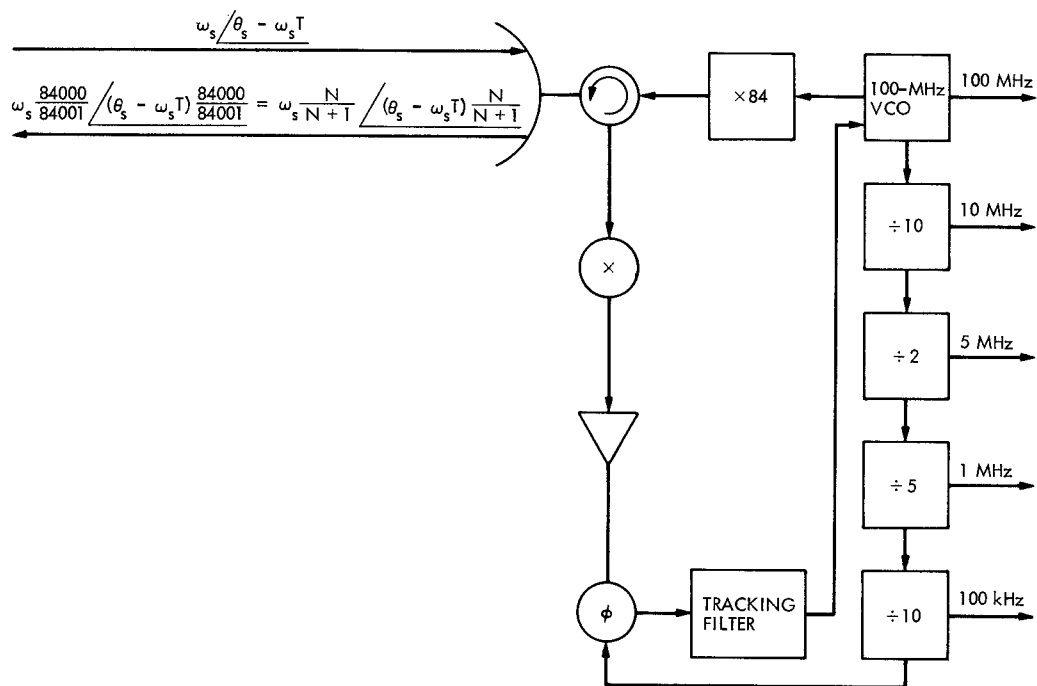 ω_s /θ_s - ω_sT
ω_s 84000/84001 /(θ_s - ω_sT) 84000/84001 = ω_s N/N + 1 /(θ_s - ω_sT) N/N + 1
×84
100-MHz
VCO
100 MHz
÷10
10 MHz
×
÷2
5 MHz
÷5
1 MHz
ϕ
TRACKING
FILTER
÷10
100 kHz